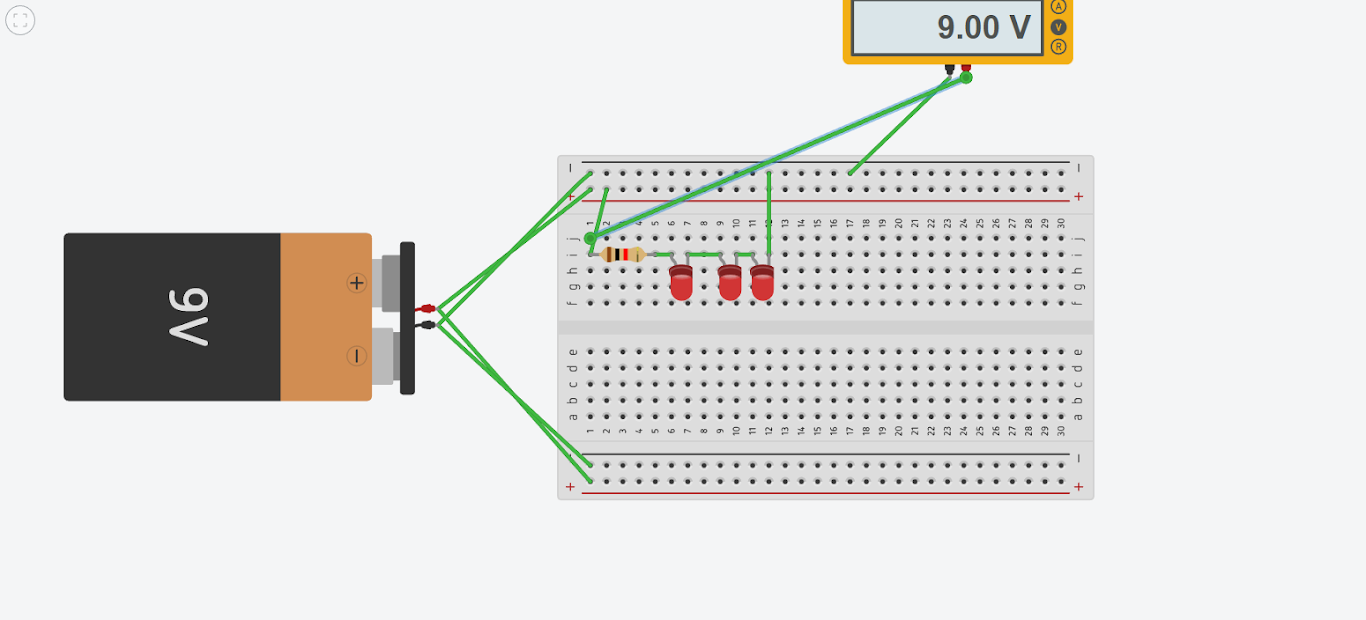 9.00 V
A
V
R
− −
+ +
1 2 3 4 5 6 7 8 9 10 11 12 13 14 15 16 17 18 19 20 21 22 23 24 25 26 27 28 29 30
j j
i i
h h
g g
f f
9V
+
−
e e
d d
c c
b b
a a
1 2 3 4 5 6 7 8 9 10 11 12 13 14 15 16 17 18 19 20 21 22 23 24 25 26 27 28 29 30
− −
+ +